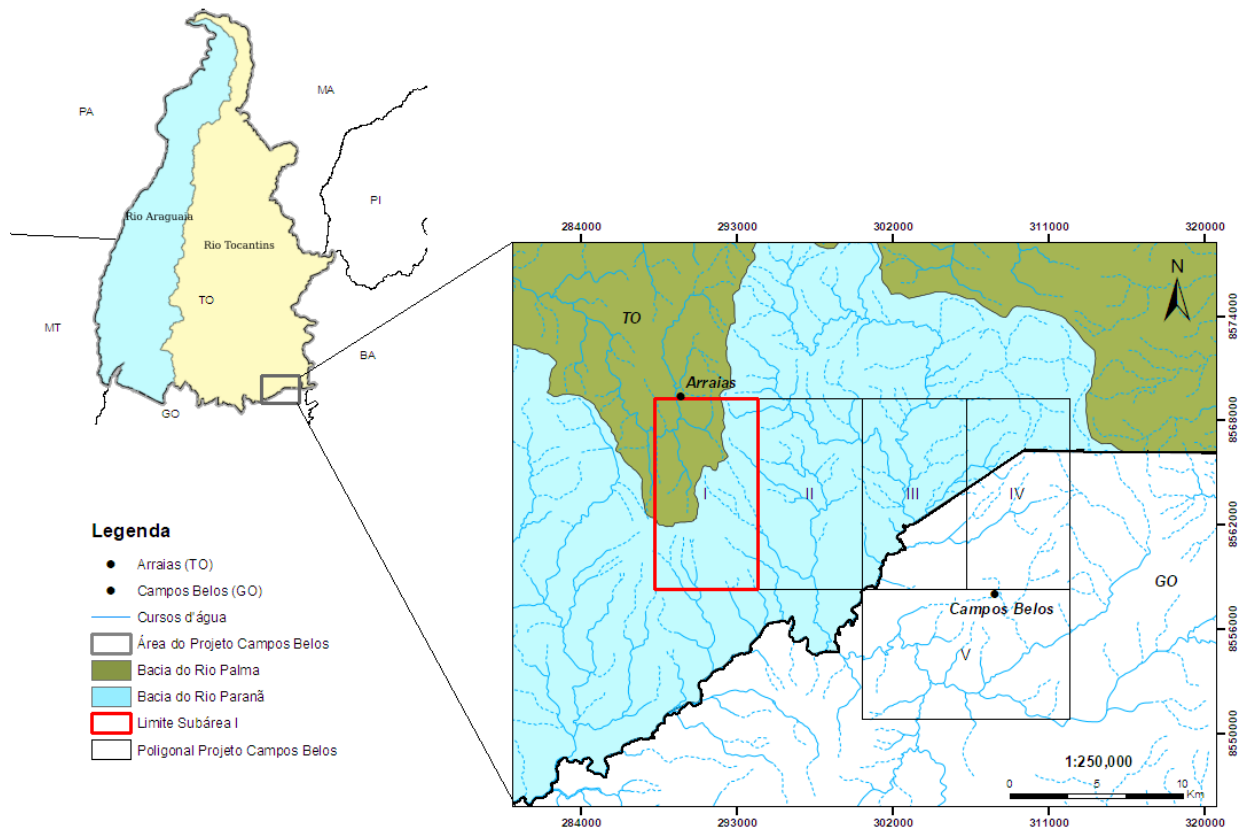 PA
MA
PI
Rio Araguaia
Rio Tocantins
TO
MT
BA
GO
Legenda
Arraias (TO)
Campos Belos (GO)
Cursos d'água
Área do Projeto Campos Belos
Bacia do Rio Palma
Bacia do Rio Paranã
Limite Subárea I
Poligonal Projeto Campos Belos
284000 293000 302000 311000 320000
N
TO
8574000
Arraias
8568000
I II III IV
8562000
GO
Campos Belos
8556000
V
8550000
1:250,000
0 5 10
Km
284000 293000 302000 311000 320000